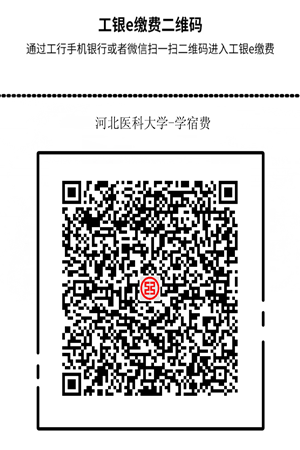 工银e缴费二维码
通过工行手机银行或者微信扫一扫二维码进入工银e缴费
河北医科大学-学宿费